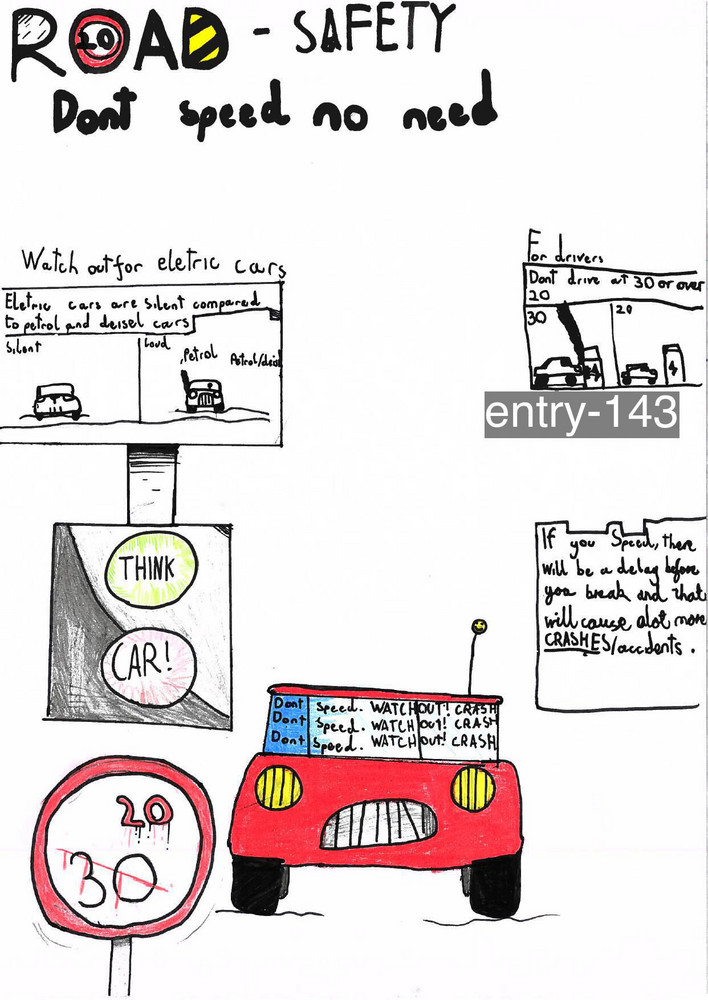 ROAD - SAFETY
20
Dont speed no need
Watch out for eletric cars
Eletric cars are silent compared
to petrol and deisel cars
Silent
loud
Petrol
Petrol/deisl
For drivers
Dont drive at 30 or over
20
30
20
entry-143
THINK
CAR!
If you Speed, there
will be a delay before
you break and that
will cause alot more
CRASHES/accidents.
Dont speed. WATCH OUT! CRASH
Dont speed. WATCH out! CRASH
Dont speed. WATCH out! CRASH
20
30